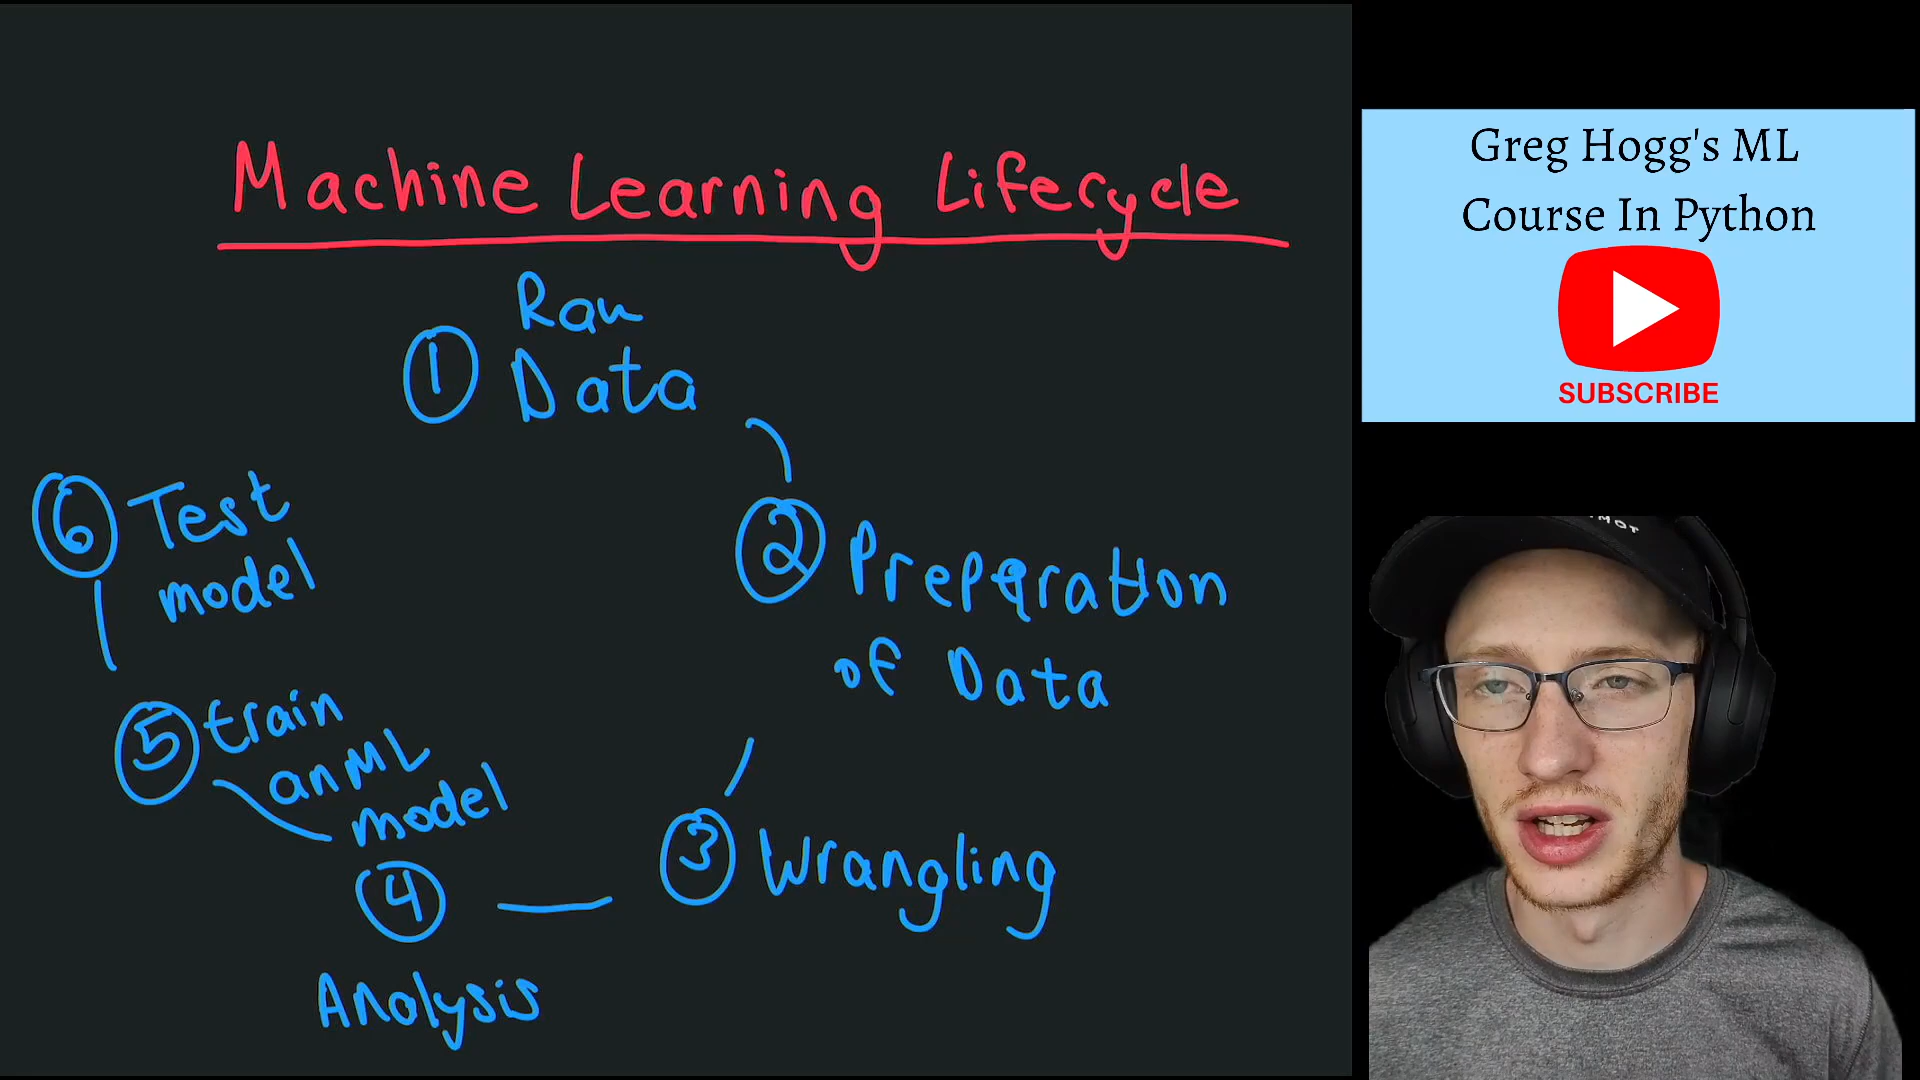 Machine Learning Lifecycle
① Raw
Data
② Preparation
of Data
③ Wrangling
④
Analysis
⑤ train
an ML
model
⑥ Test
model
Greg Hogg's ML
Course In Python
SUBSCRIBE